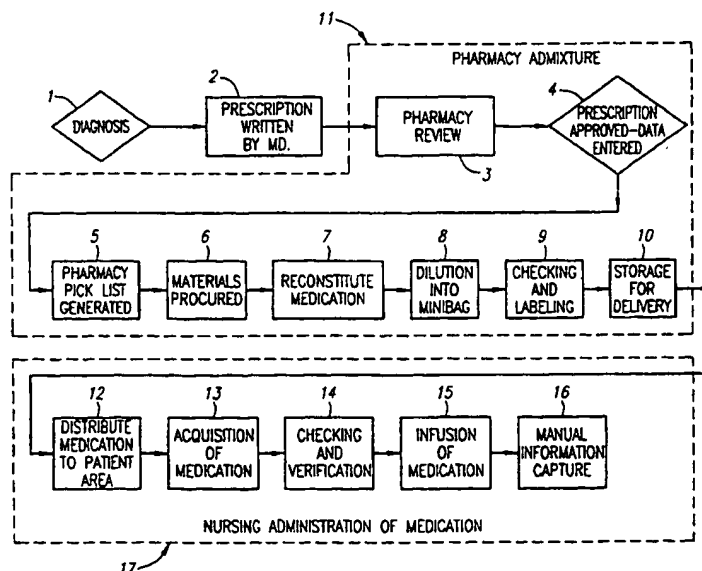 11
PHARMACY ADMIXTURE
1
DIAGNOSIS
2
PRESCRIPTION
WRITTEN
BY MD.
PHARMACY
REVIEW
3
4
PRESCRIPTION
APPROVED-DATA
ENTERED
5
PHARMACY
PICK LIST
GENERATED
6
MATERIALS
PROCURED
7
RECONSTITUTE
MEDICATION
8
DILUTION
INTO
MINIBAG
9
CHECKING
AND
LABELING
10
STORAGE
FOR
DELIVERY
12
DISTRIBUTE
MEDICATION
TO PATIENT
AREA
13
ACQUISITION
OF
MEDICATION
14
CHECKING
AND
VERIFICATION
15
INFUSION
OF
MEDICATION
16
MANUAL
INFORMATION
CAPTURE
NURSING ADMINISTRATION OF MEDICATION
17